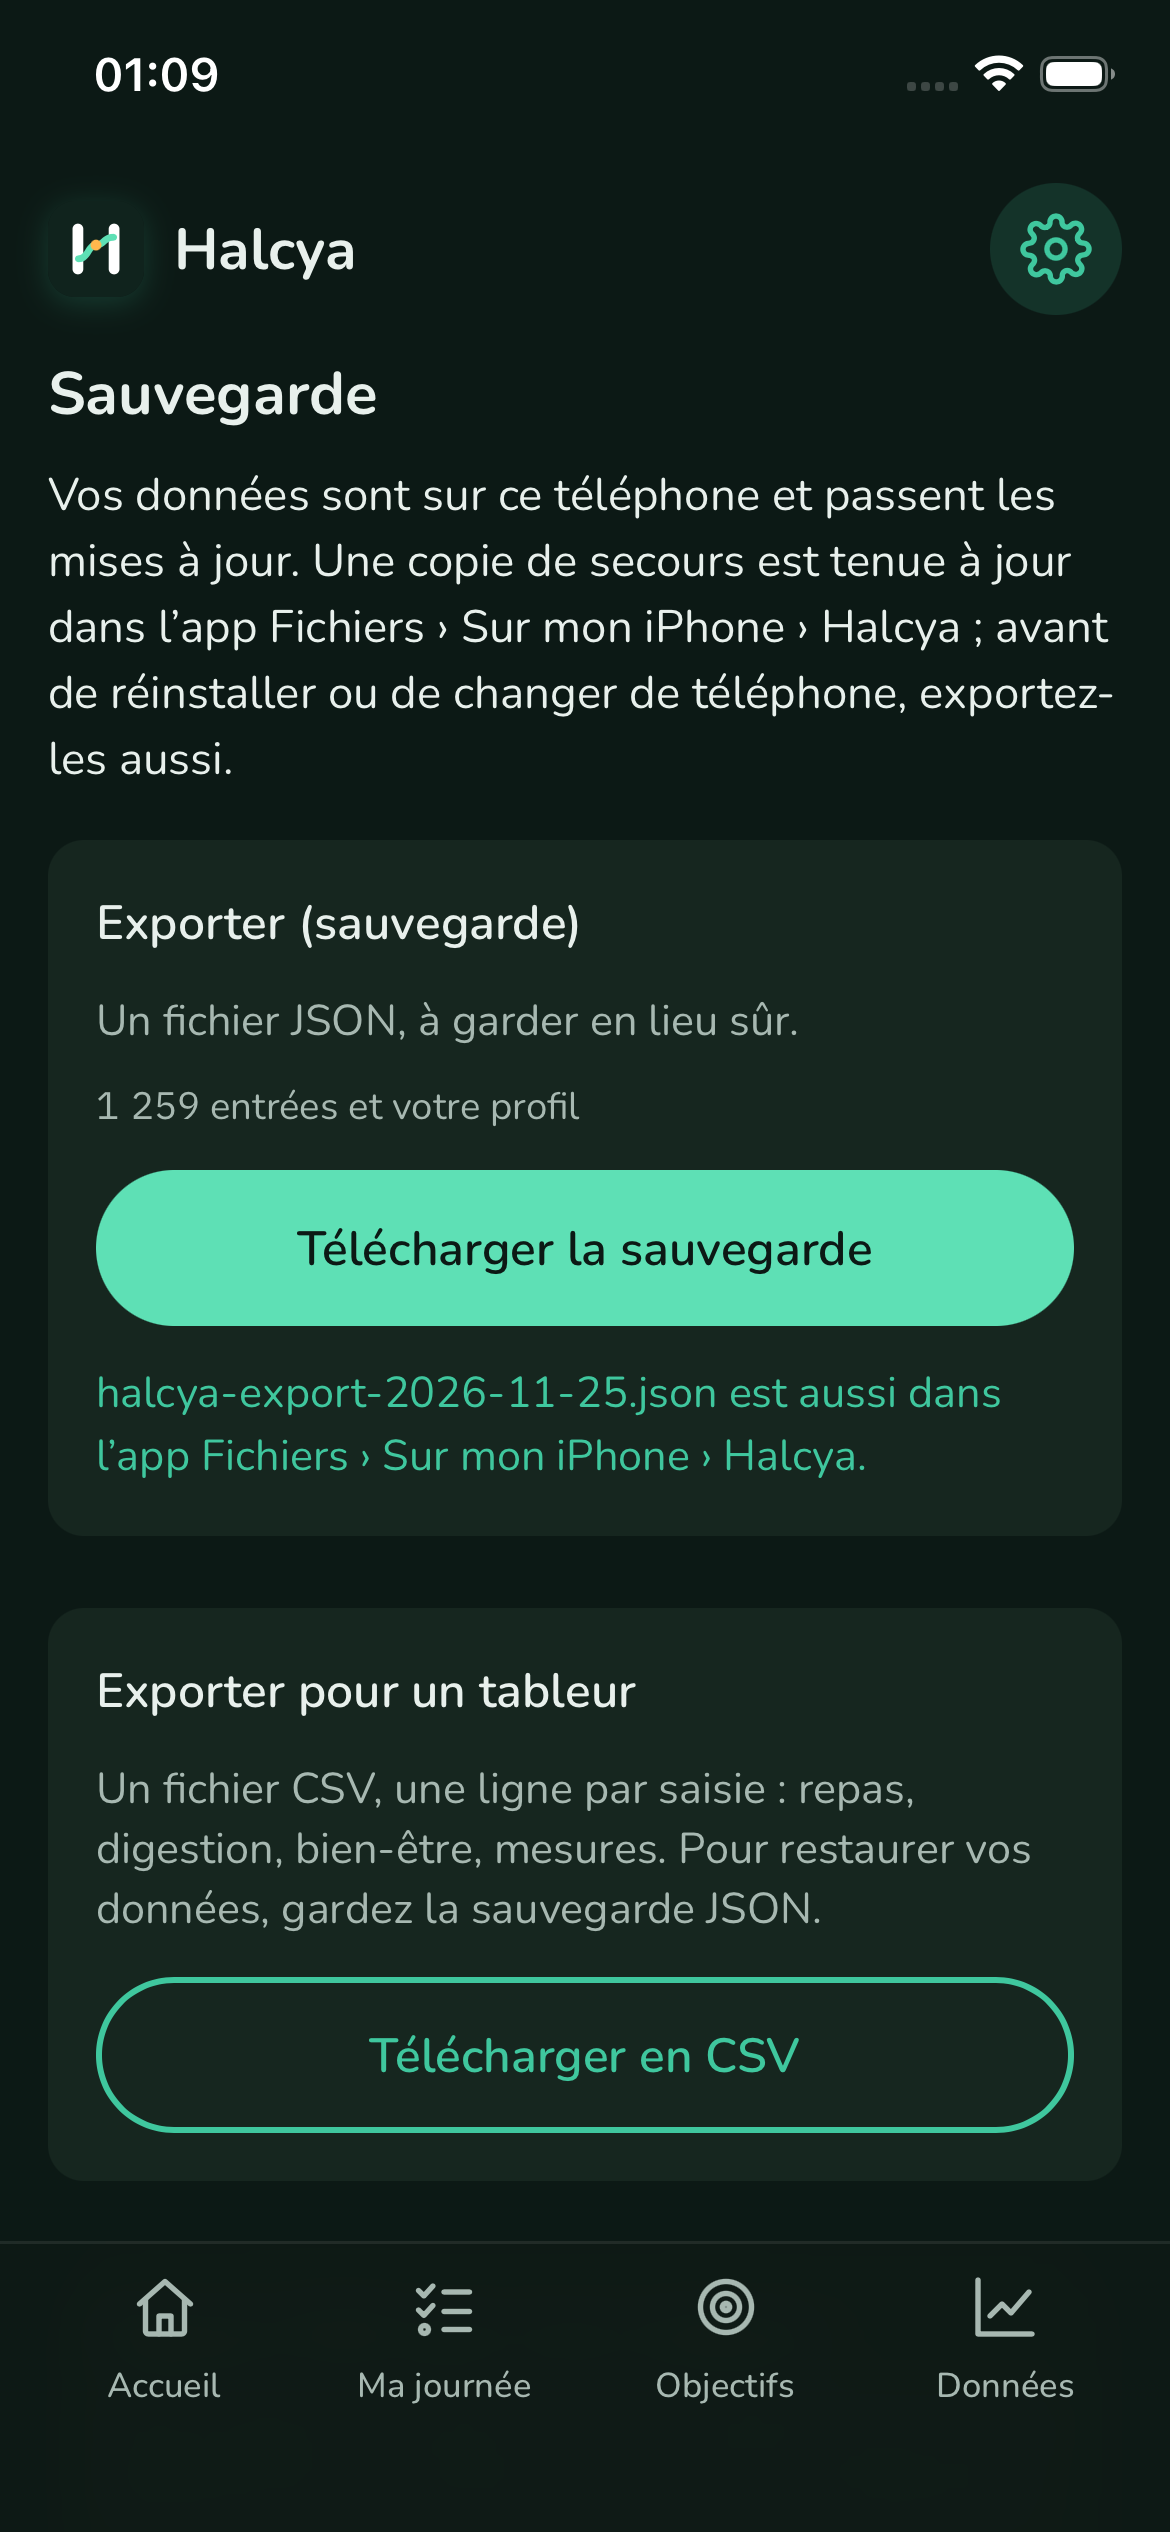 01:09
Halcya
Sauvegarde
Vos données sont sur ce téléphone et passent les
mises à jour. Une copie de secours est tenue à jour
dans l’app Fichiers › Sur mon iPhone › Halcya ; avant
de réinstaller ou de changer de téléphone, exportez-
les aussi.
Exporter (sauvegarde)
Un fichier JSON, à garder en lieu sûr.
1 259 entrées et votre profil
Télécharger la sauvegarde
halcya-export-2026-11-25.json est aussi dans
l’app Fichiers › Sur mon iPhone › Halcya.
Exporter pour un tableur
Un fichier CSV, une ligne par saisie : repas,
digestion, bien-être, mesures. Pour restaurer vos
données, gardez la sauvegarde JSON.
Télécharger en CSV
Accueil
Ma journée
Objectifs
Données